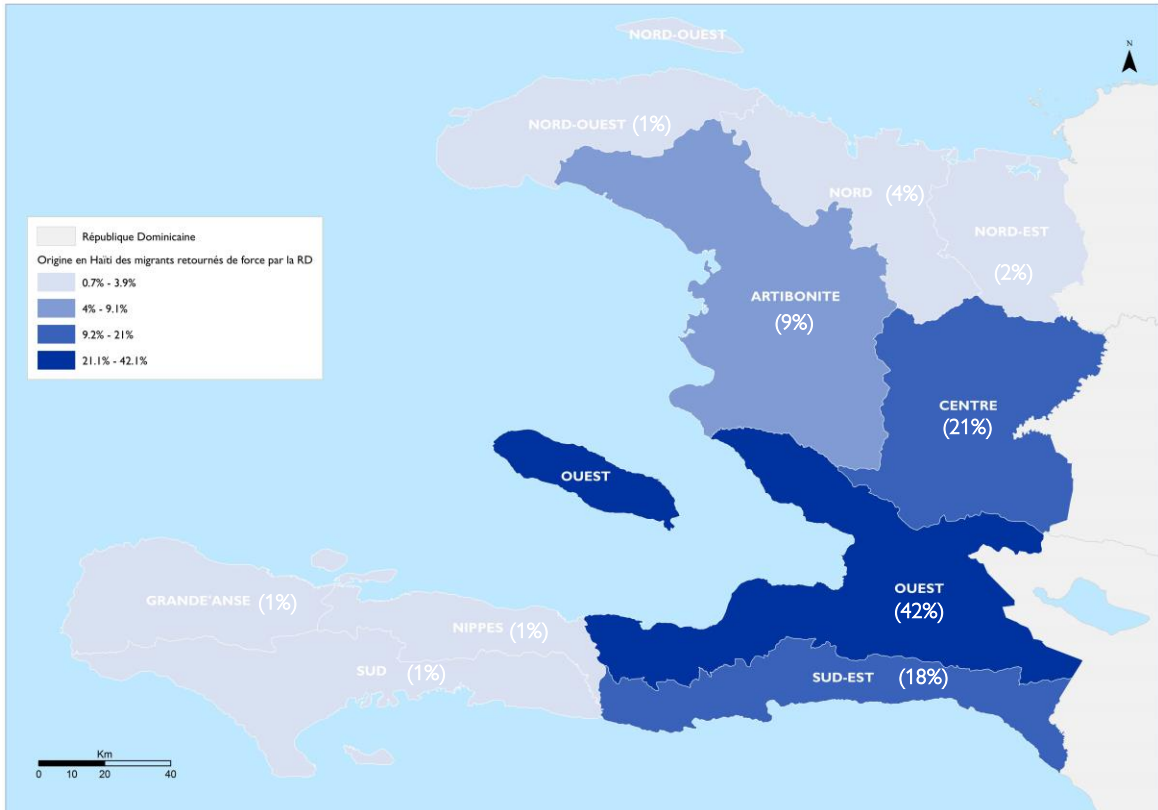 NORD-OUEST
N
NORD-OUEST (1%)
NORD (4%)
NORD-EST
(2%)
République Dominicaine
Origine en Haïti des migrants retournés de force par la RD
0.7% - 3.9%
4% - 9.1%
9.2% - 21%
21.1% - 42.1%
ARTIBONITE
(9%)
CENTRE
(21%)
OUEST
OUEST
(42%)
GRANDE'ANSE (1%)
NIPPES (1%)
SUD (1%)
SUD-EST (18%)
Km
0 10 20 40